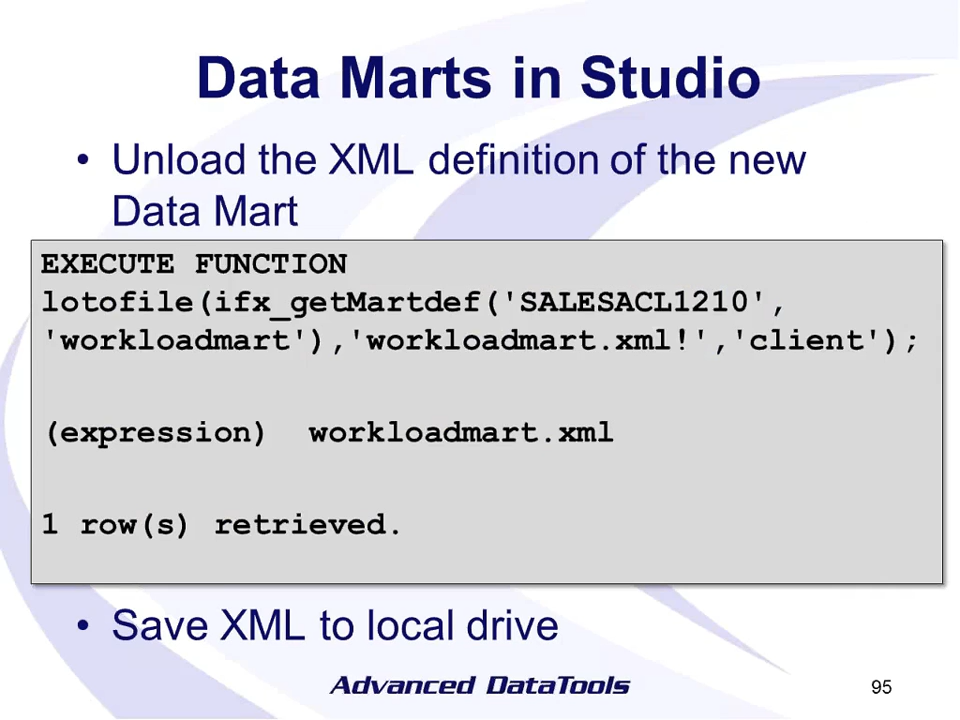 Data Marts in Studio
• Unload the XML definition of the new
Data Mart
EXECUTE FUNCTION
lotofile(ifx_getMartdef('SALESACL1210',
'workloadmart'),'workloadmart.xml!','client');
(expression)  workloadmart.xml
1 row(s) retrieved.
• Save XML to local drive
Advanced DataTools
95